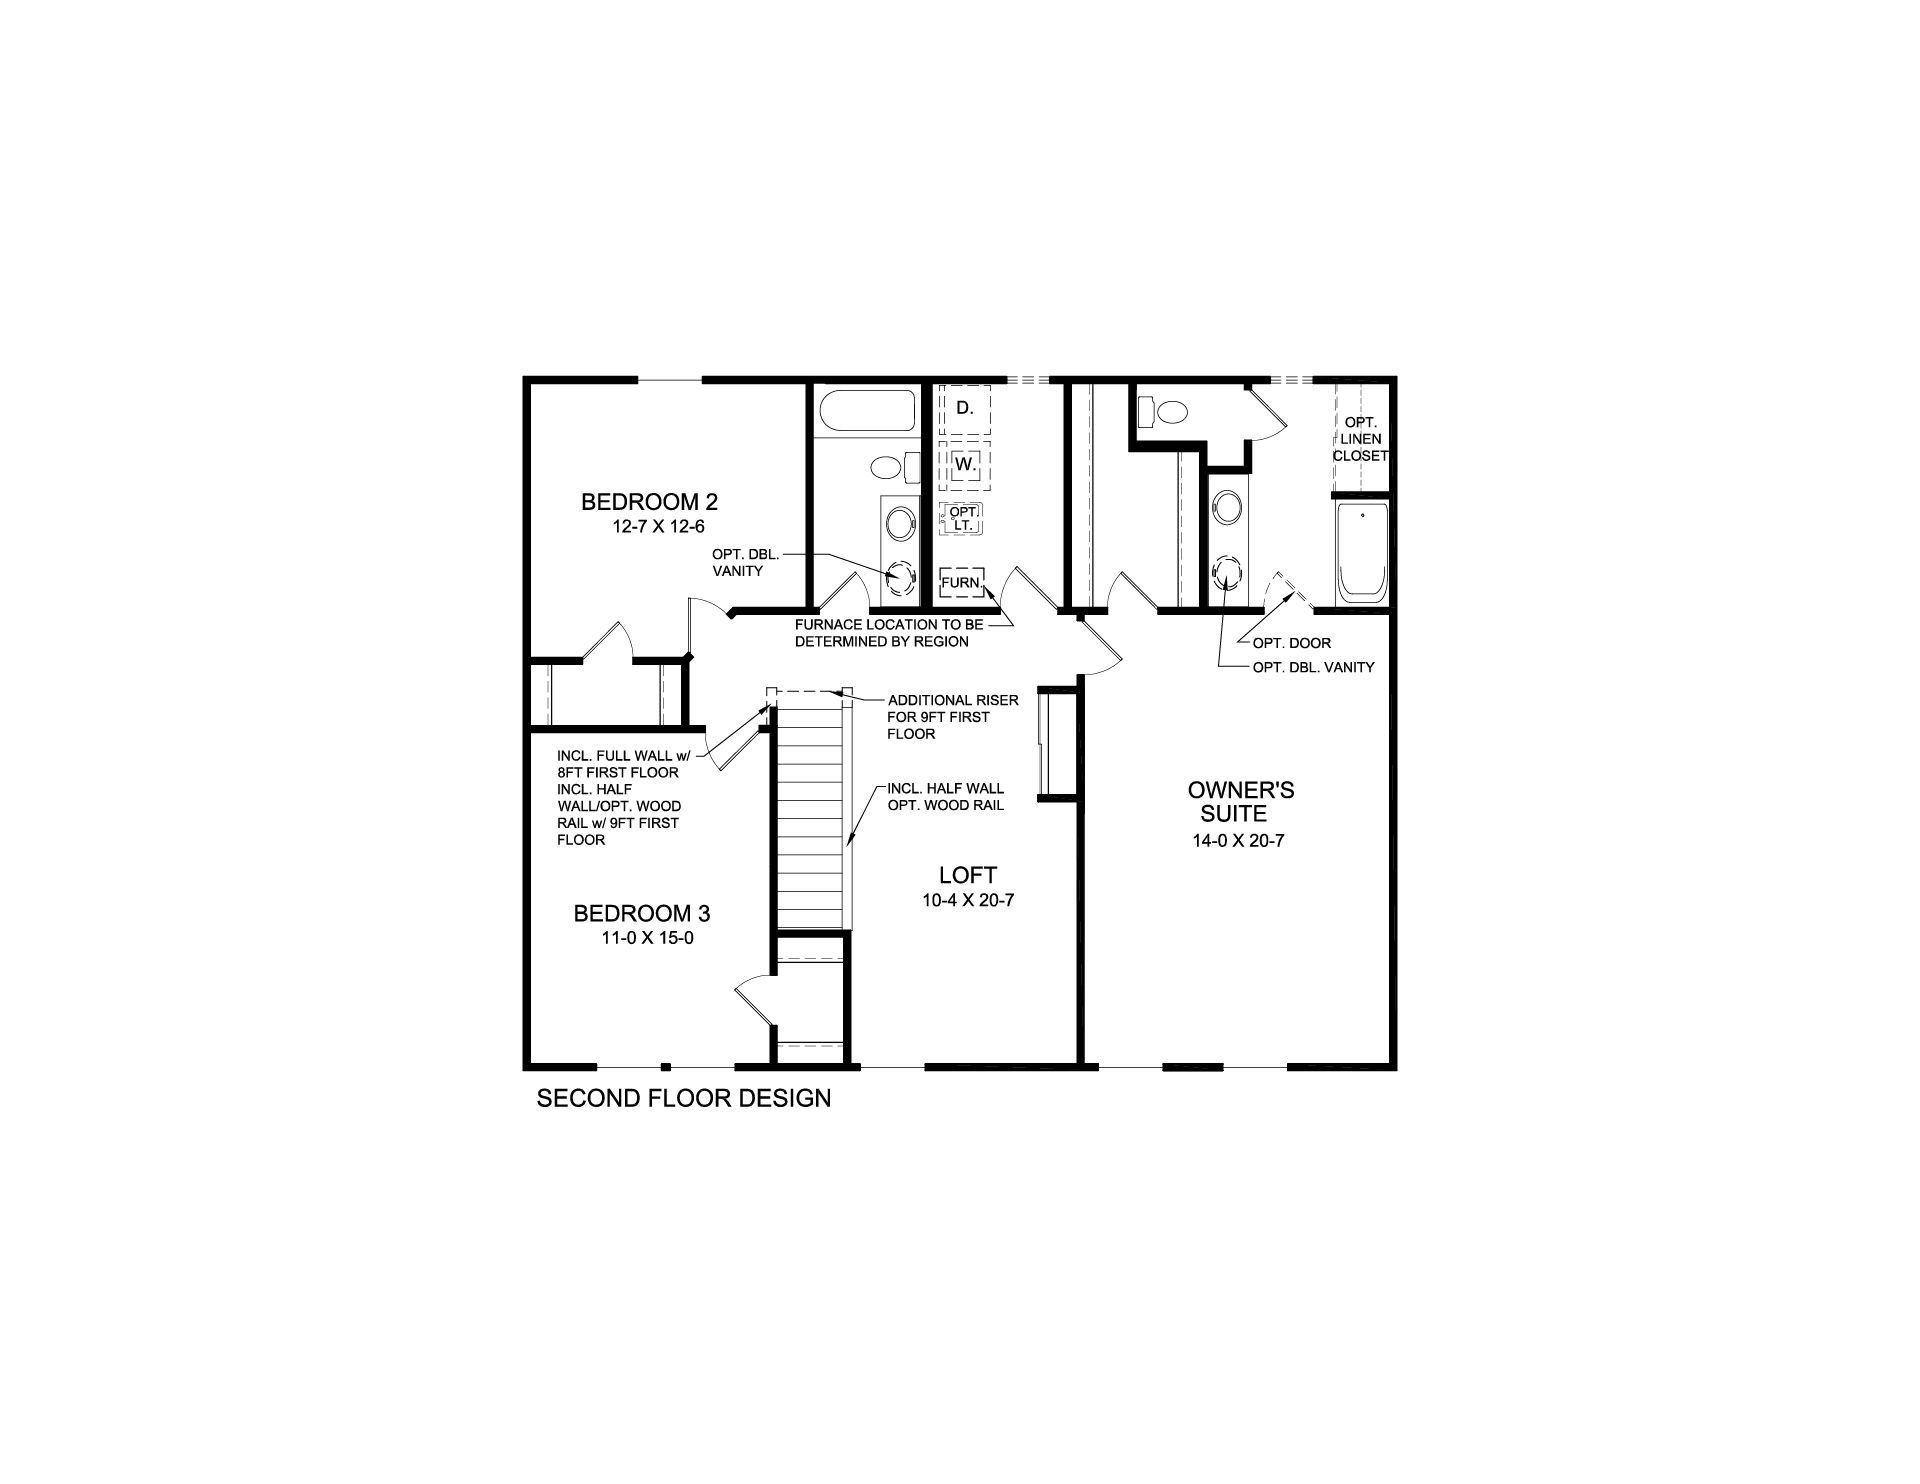 D.
W.
OPT.
LT.
FURN.
OPT.
LINEN
CLOSET
BEDROOM 2
12-7 X 12-6
OPT. DBL.
VANITY
FURNACE LOCATION TO BE
DETERMINED BY REGION
OPT. DOOR
OPT. DBL. VANITY
ADDITIONAL RISER
FOR 9FT FIRST
FLOOR
INCL. FULL WALL w/
8FT FIRST FLOOR
INCL. HALF
WALL/OPT. WOOD
RAIL w/ 9FT FIRST
FLOOR
INCL. HALF WALL
OPT. WOOD RAIL
OWNER'S
SUITE
14-0 X 20-7
LOFT
10-4 X 20-7
BEDROOM 3
11-0 X 15-0
SECOND FLOOR DESIGN